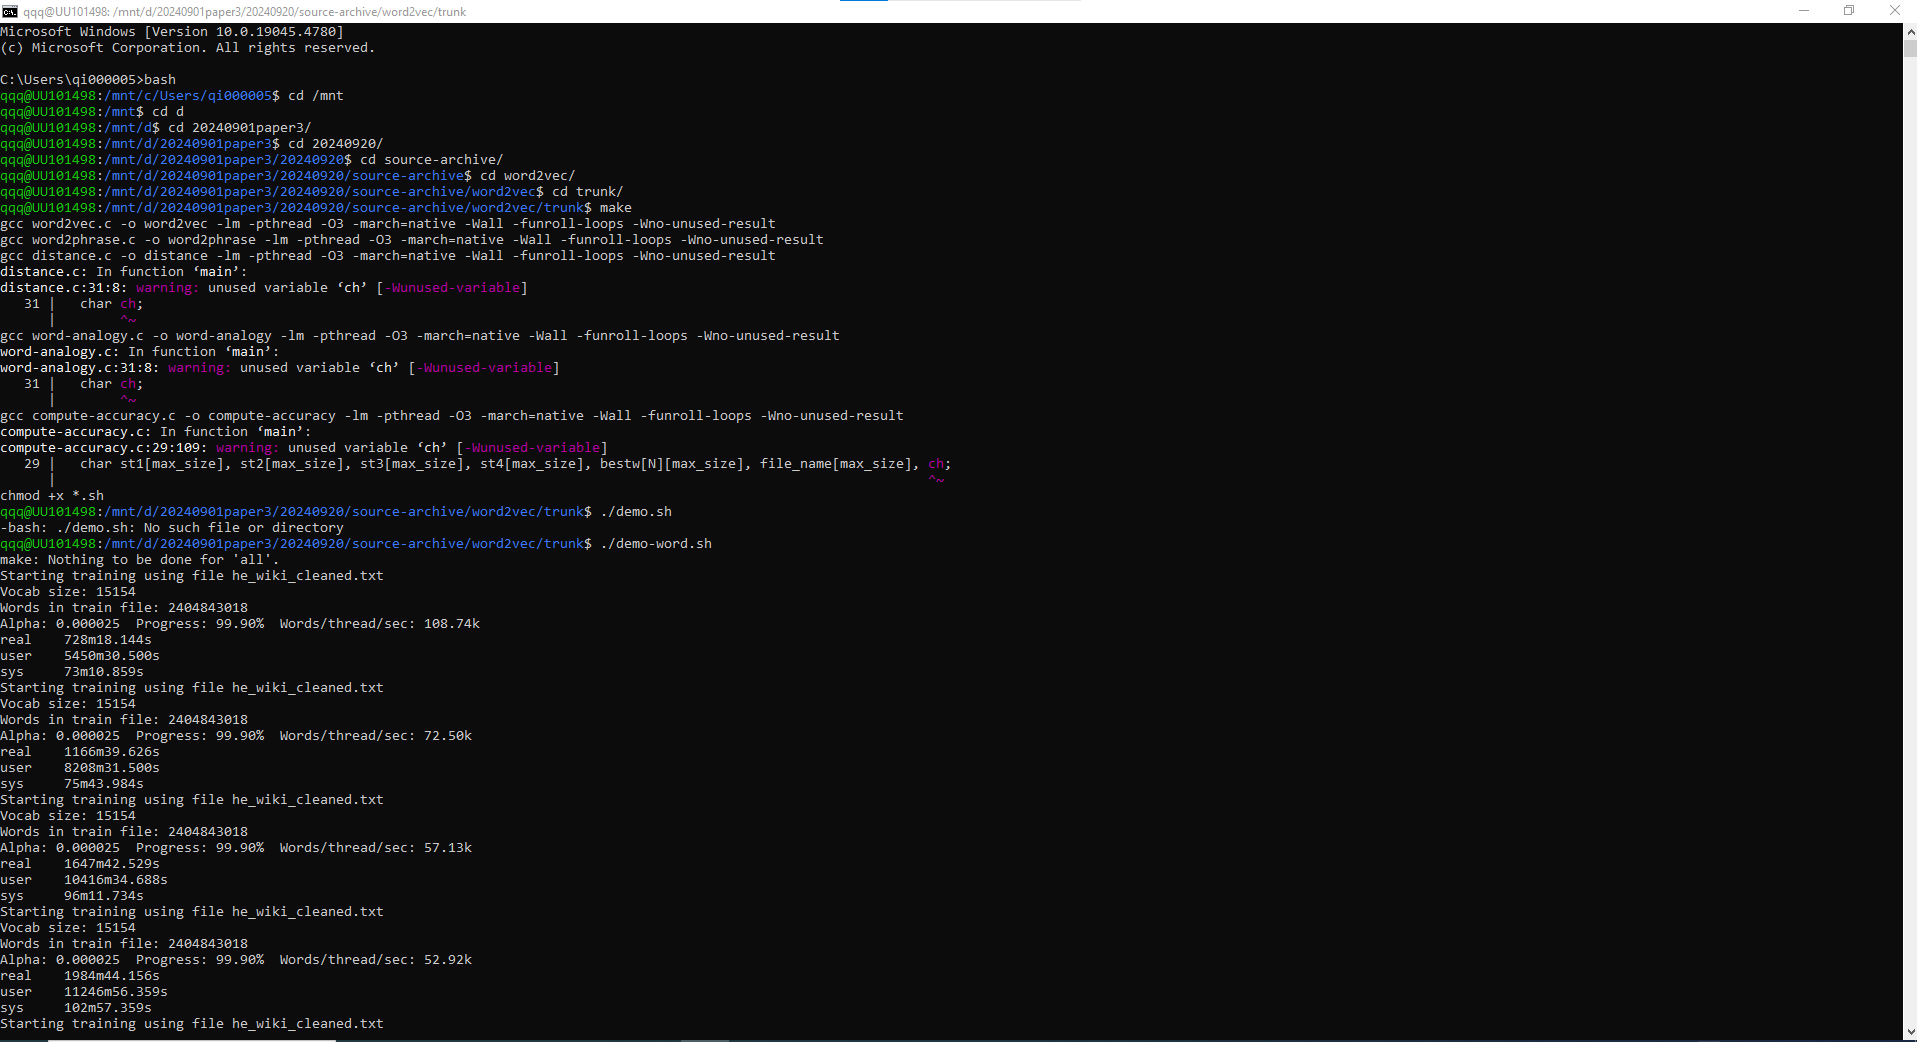 qqq@UU101498: /mnt/d/20240901paper3/20240920/source-archive/word2vec/trunk
Microsoft Windows [Version 10.0.19045.4780]
(c) Microsoft Corporation. All rights reserved.
C:\Users\qi000005>bash
qqq@UU101498:/mnt/c/Users/qi000005$ cd /mnt
qqq@UU101498:/mnt$ cd d
qqq@UU101498:/mnt/d$ cd 20240901paper3/
qqq@UU101498:/mnt/d/20240901paper3$ cd 20240920/
qqq@UU101498:/mnt/d/20240901paper3/20240920$ cd source-archive/
qqq@UU101498:/mnt/d/20240901paper3/20240920/source-archive$ cd word2vec/
qqq@UU101498:/mnt/d/20240901paper3/20240920/source-archive/word2vec$ cd trunk/
qqq@UU101498:/mnt/d/20240901paper3/20240920/source-archive/word2vec/trunk$ make
gcc word2vec.c -o word2vec -lm -pthread -O3 -march=native -Wall -funroll-loops -Wno-unused-result
gcc word2phrase.c -o word2phrase -lm -pthread -O3 -march=native -Wall -funroll-loops -Wno-unused-result
gcc distance.c -o distance -lm -pthread -O3 -march=native -Wall -funroll-loops -Wno-unused-result
distance.c: In function ‘main’:
distance.c:31:8: warning: unused variable ‘ch’ [-Wunused-variable]
   31 |   char ch;
      |        ^~
gcc word-analogy.c -o word-analogy -lm -pthread -O3 -march=native -Wall -funroll-loops -Wno-unused-result
word-analogy.c: In function ‘main’:
word-analogy.c:31:8: warning: unused variable ‘ch’ [-Wunused-variable]
   31 |   char ch;
      |        ^~
gcc compute-accuracy.c -o compute-accuracy -lm -pthread -O3 -march=native -Wall -funroll-loops -Wno-unused-result
compute-accuracy.c: In function ‘main’:
compute-accuracy.c:29:109: warning: unused variable ‘ch’ [-Wunused-variable]
   29 |   char st1[max_size], st2[max_size], st3[max_size], st4[max_size], bestw[N][max_size], file_name[max_size], ch;
      |                                                                                                             ^~
chmod +x *.sh
qqq@UU101498:/mnt/d/20240901paper3/20240920/source-archive/word2vec/trunk$ ./demo.sh
-bash: ./demo.sh: No such file or directory
qqq@UU101498:/mnt/d/20240901paper3/20240920/source-archive/word2vec/trunk$ ./demo-word.sh
make: Nothing to be done for 'all'.
Starting training using file he_wiki_cleaned.txt
Vocab size: 15154
Words in train file: 2404843018
Alpha: 0.000025  Progress: 99.90%  Words/thread/sec: 108.74k
real    728m18.144s
user    5450m30.500s
sys     73m10.859s
Starting training using file he_wiki_cleaned.txt
Vocab size: 15154
Words in train file: 2404843018
Alpha: 0.000025  Progress: 99.90%  Words/thread/sec: 72.50k
real    1166m39.626s
user    8208m31.500s
sys     75m43.984s
Starting training using file he_wiki_cleaned.txt
Vocab size: 15154
Words in train file: 2404843018
Alpha: 0.000025  Progress: 99.90%  Words/thread/sec: 57.13k
real    1647m42.529s
user    10416m34.688s
sys     96m11.734s
Starting training using file he_wiki_cleaned.txt
Vocab size: 15154
Words in train file: 2404843018
Alpha: 0.000025  Progress: 99.90%  Words/thread/sec: 52.92k
real    1984m44.156s
user    11246m56.359s
sys     102m57.359s
Starting training using file he_wiki_cleaned.txt